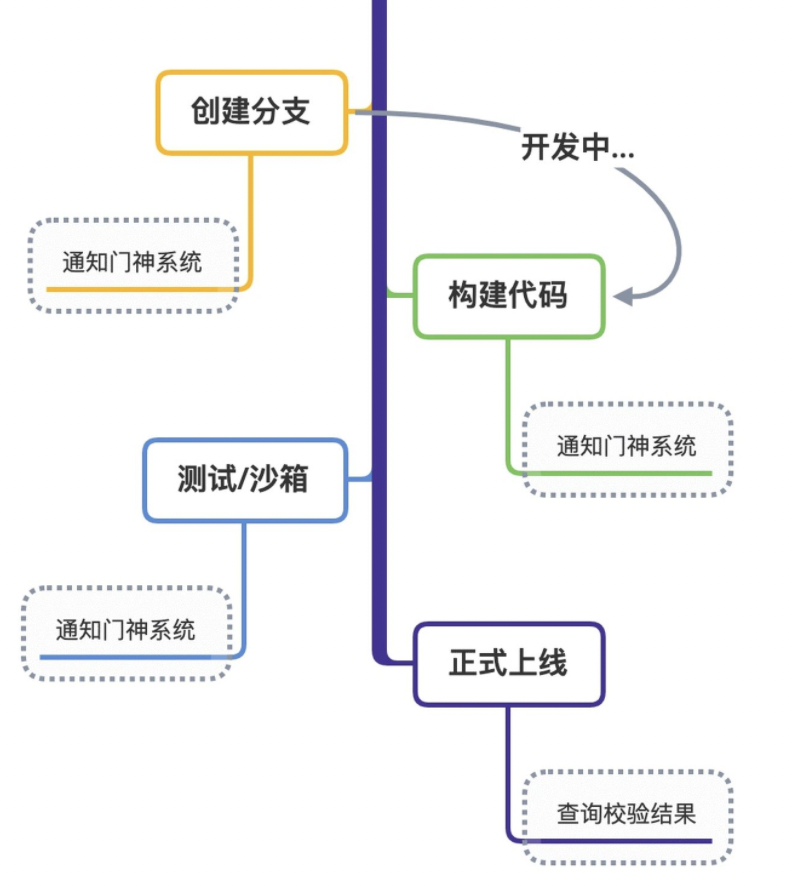 创建分支
开发中...
通知门神系统
构建代码
通知门神系统
测试/沙箱
通知门神系统
正式上线
查询校验结果